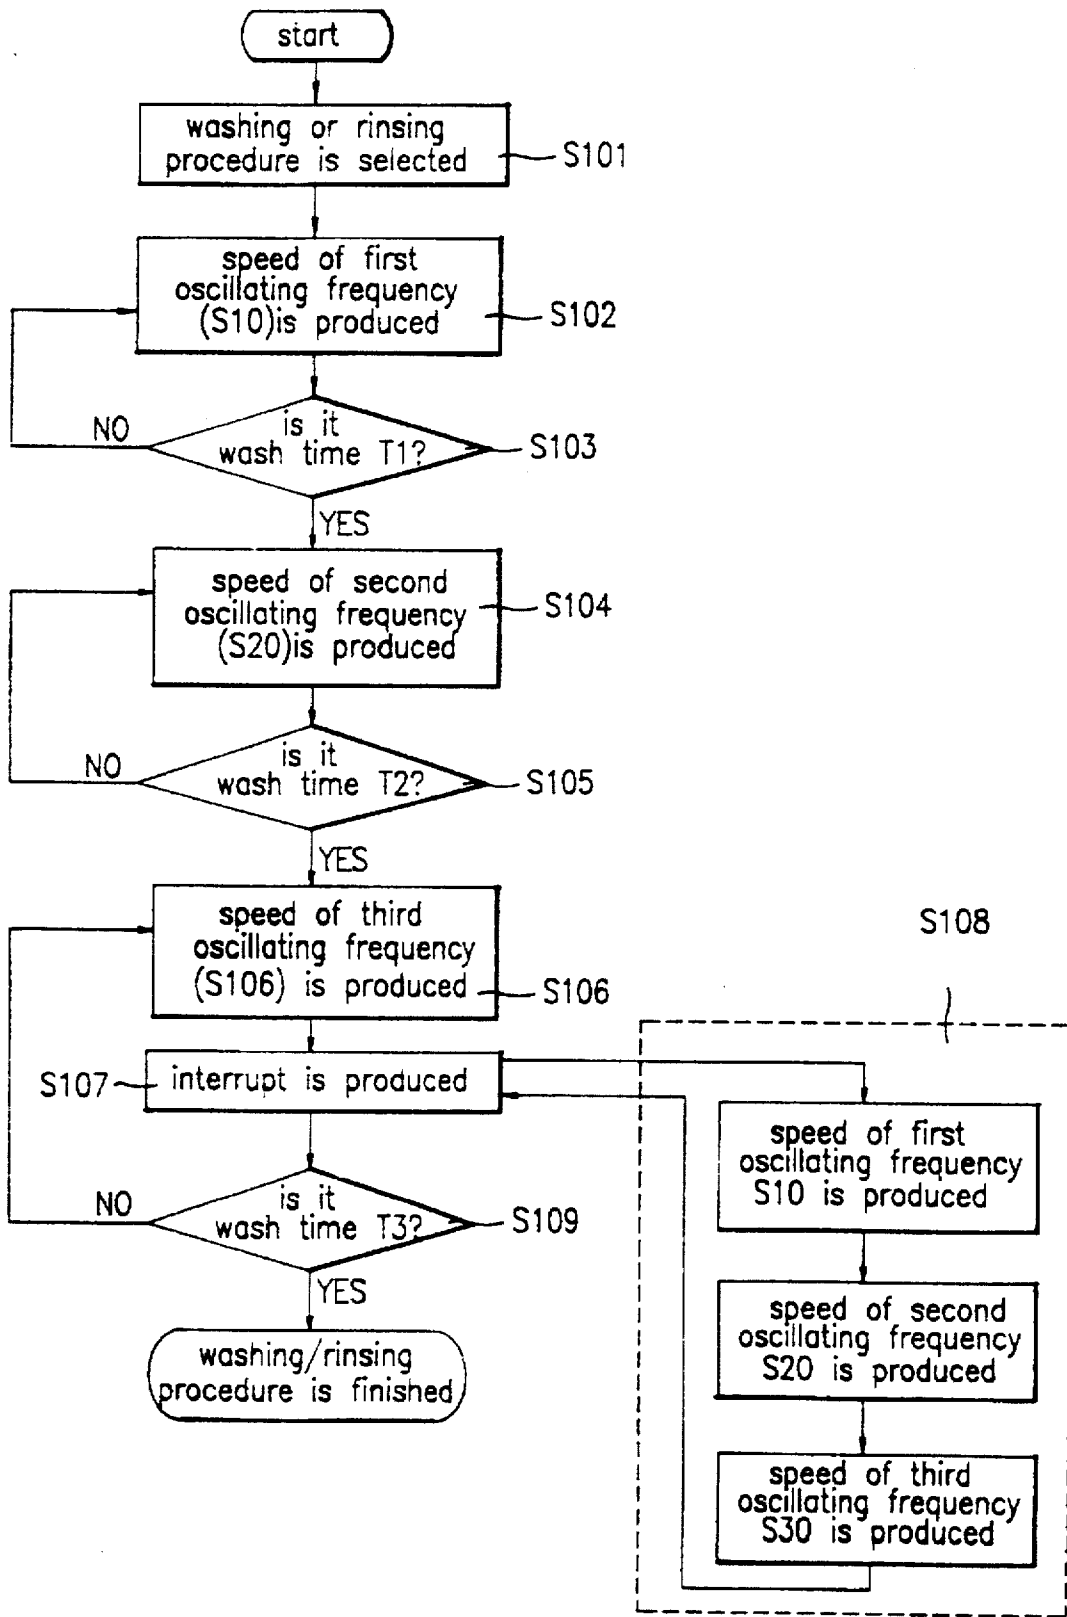 start
washing or rinsing
procedure is selected
S101
speed of first
oscillating frequency
(S10)is produced
S102
is it
wash time T1?
S103
NO
YES
speed of second
oscillating frequency
(S20)is produced
S104
is it
wash time T2?
S105
NO
YES
speed of third
oscillating frequency
(S106) is produced
S106
S107
interrupt is produced
is it
wash time T3?
S109
NO
YES
washing/rinsing
procedure is finished
S108
speed of first
oscillating frequency
S10 is produced
speed of second
oscillating frequency
S20 is produced
speed of third
oscillating frequency
S30 is produced